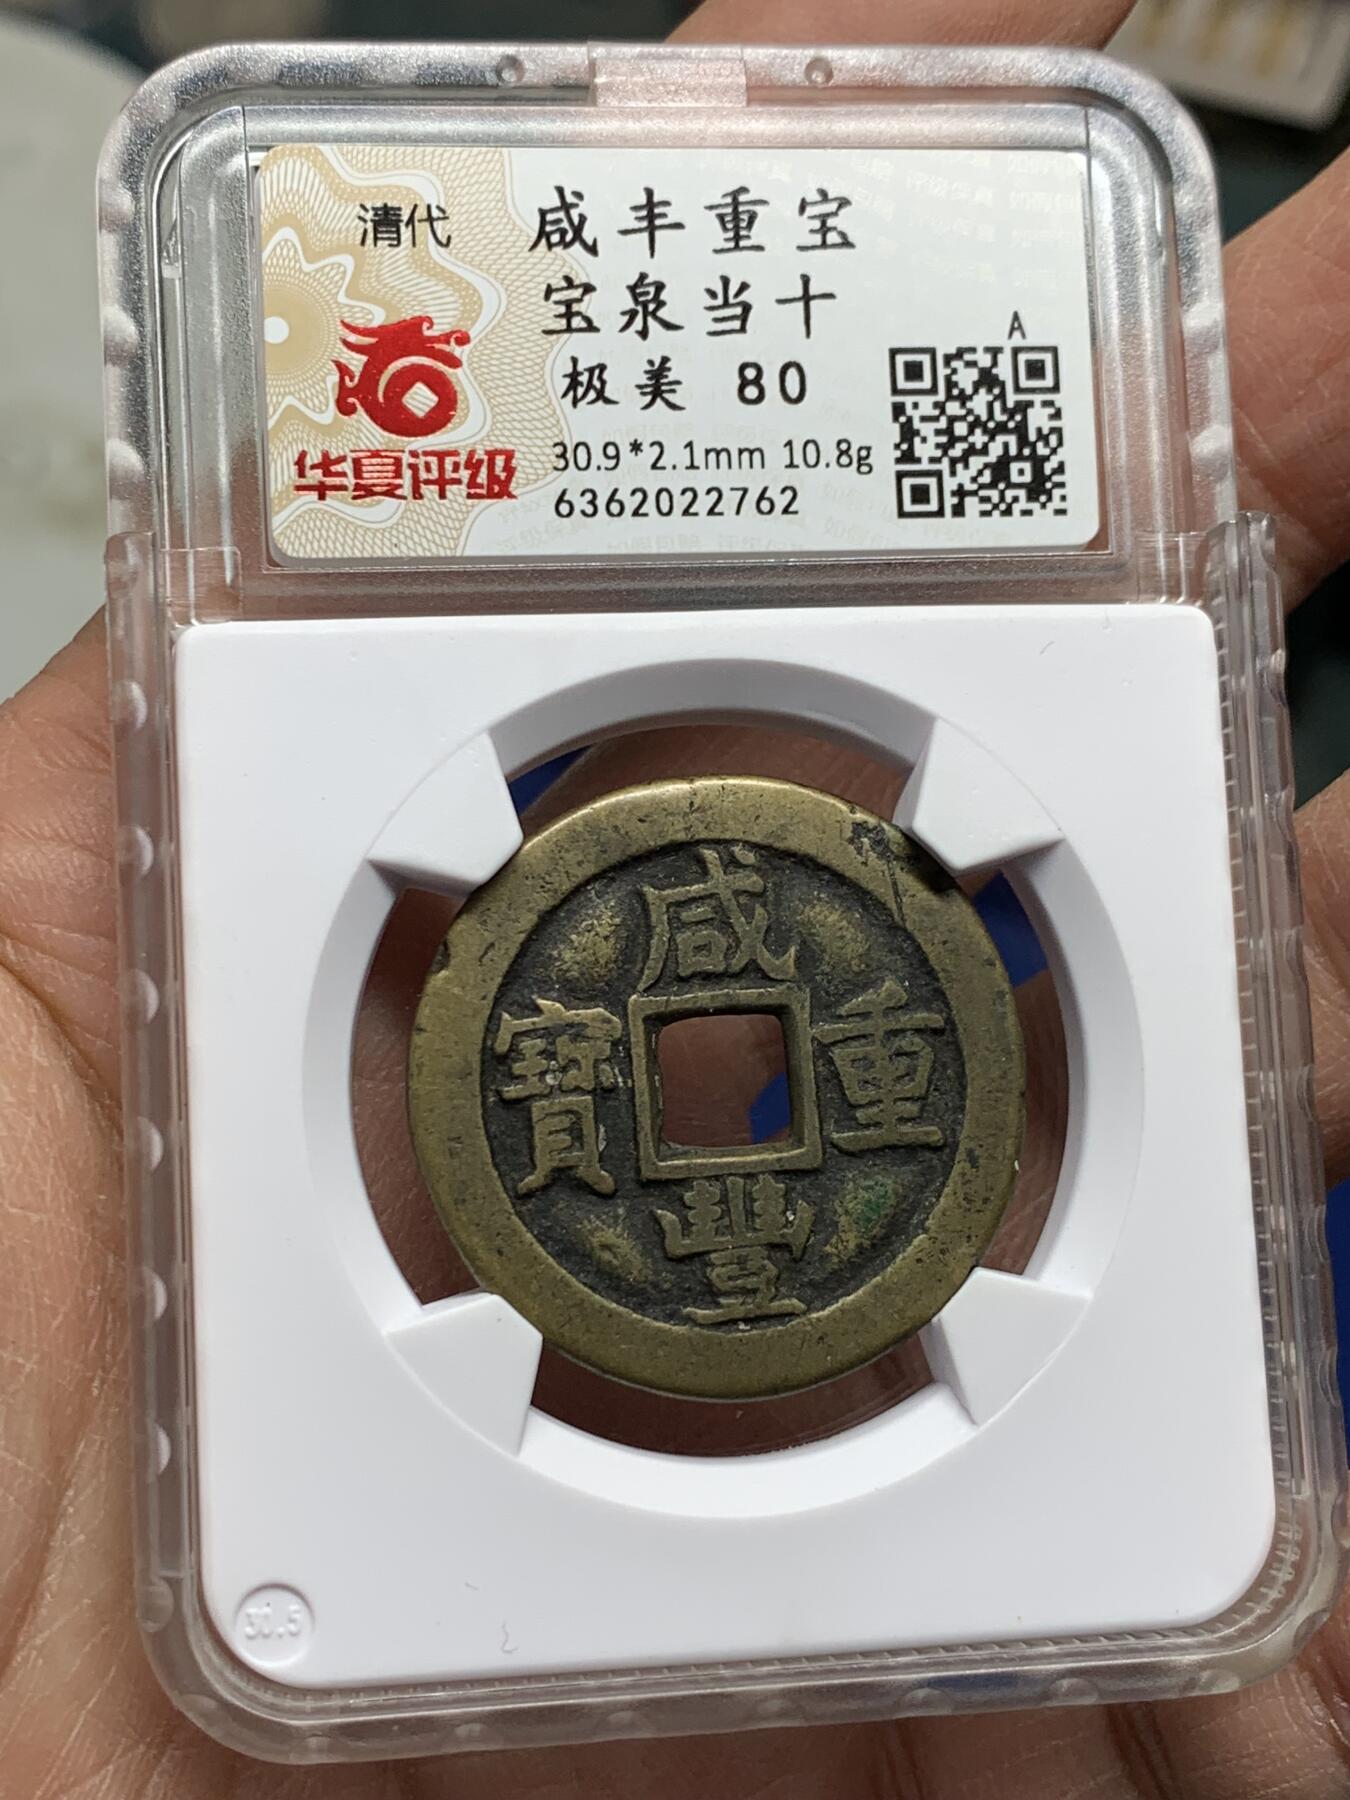 清代
咸丰重宝
宝泉当十
极美 80
A
华夏评级
30.9*2.1mm 10.8g
6362022762
咸
寶 重
豐
30.5